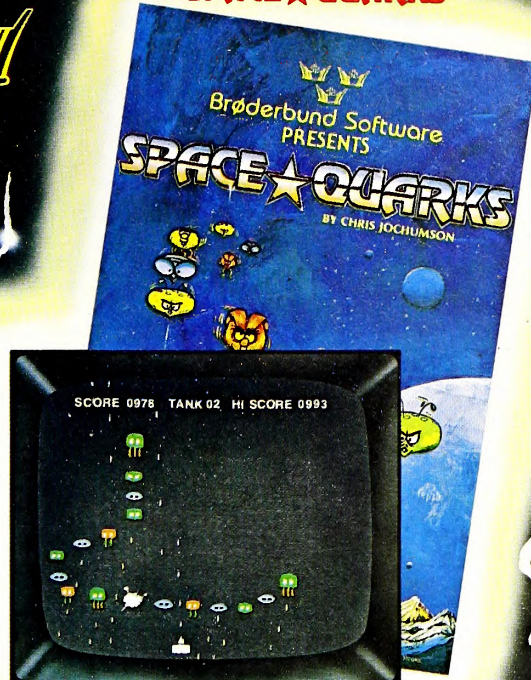 Brøderbund Software
PRESENTS
SPACE★QUARKS
BY CHRIS JOCHUMSON
SCORE 0978 TANK 02 HI SCORE 0993